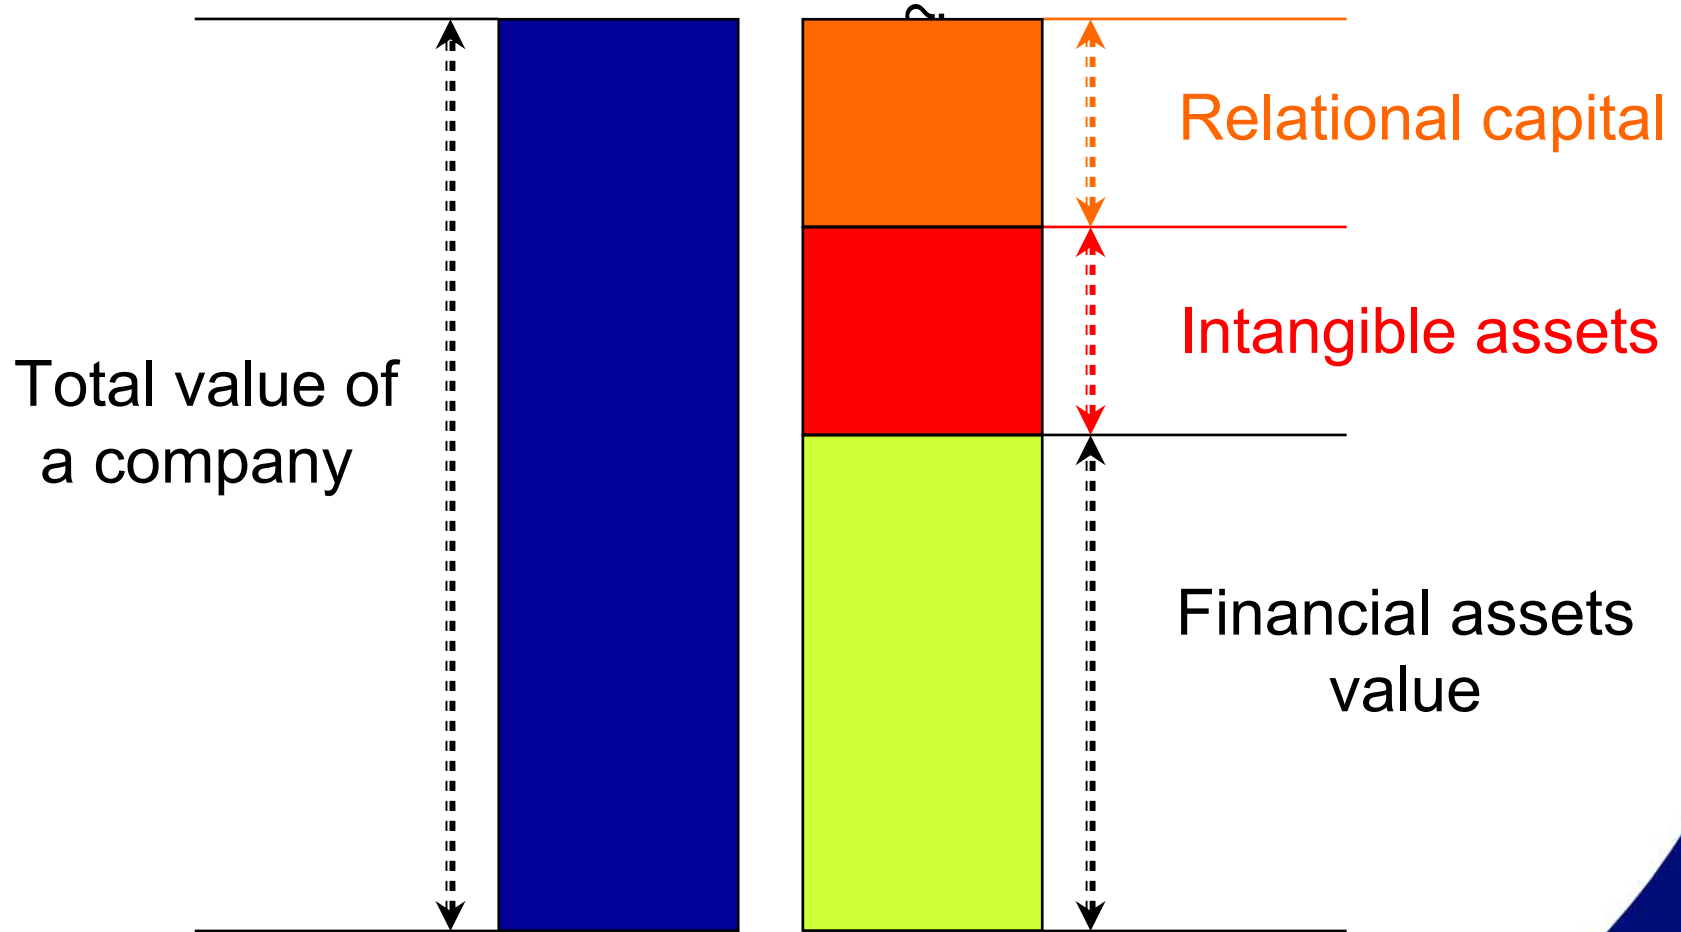 Relational capital
Intangible assets
Total value of
a company
Financial assets
value